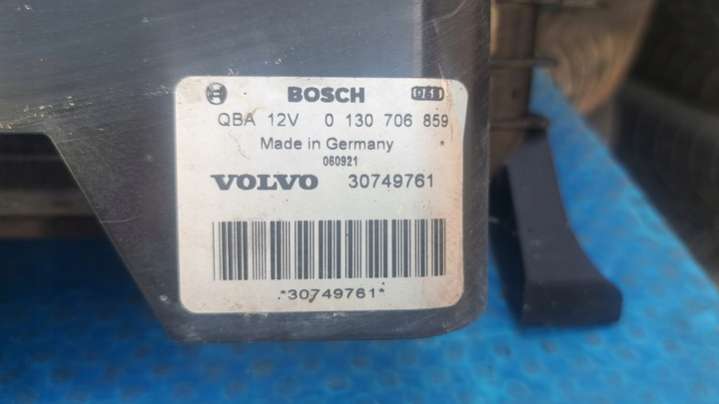 BOSCH
QBA 12V 0 130 706 859
Made in Germany
060921
VOLVO 30749761
*30749761*